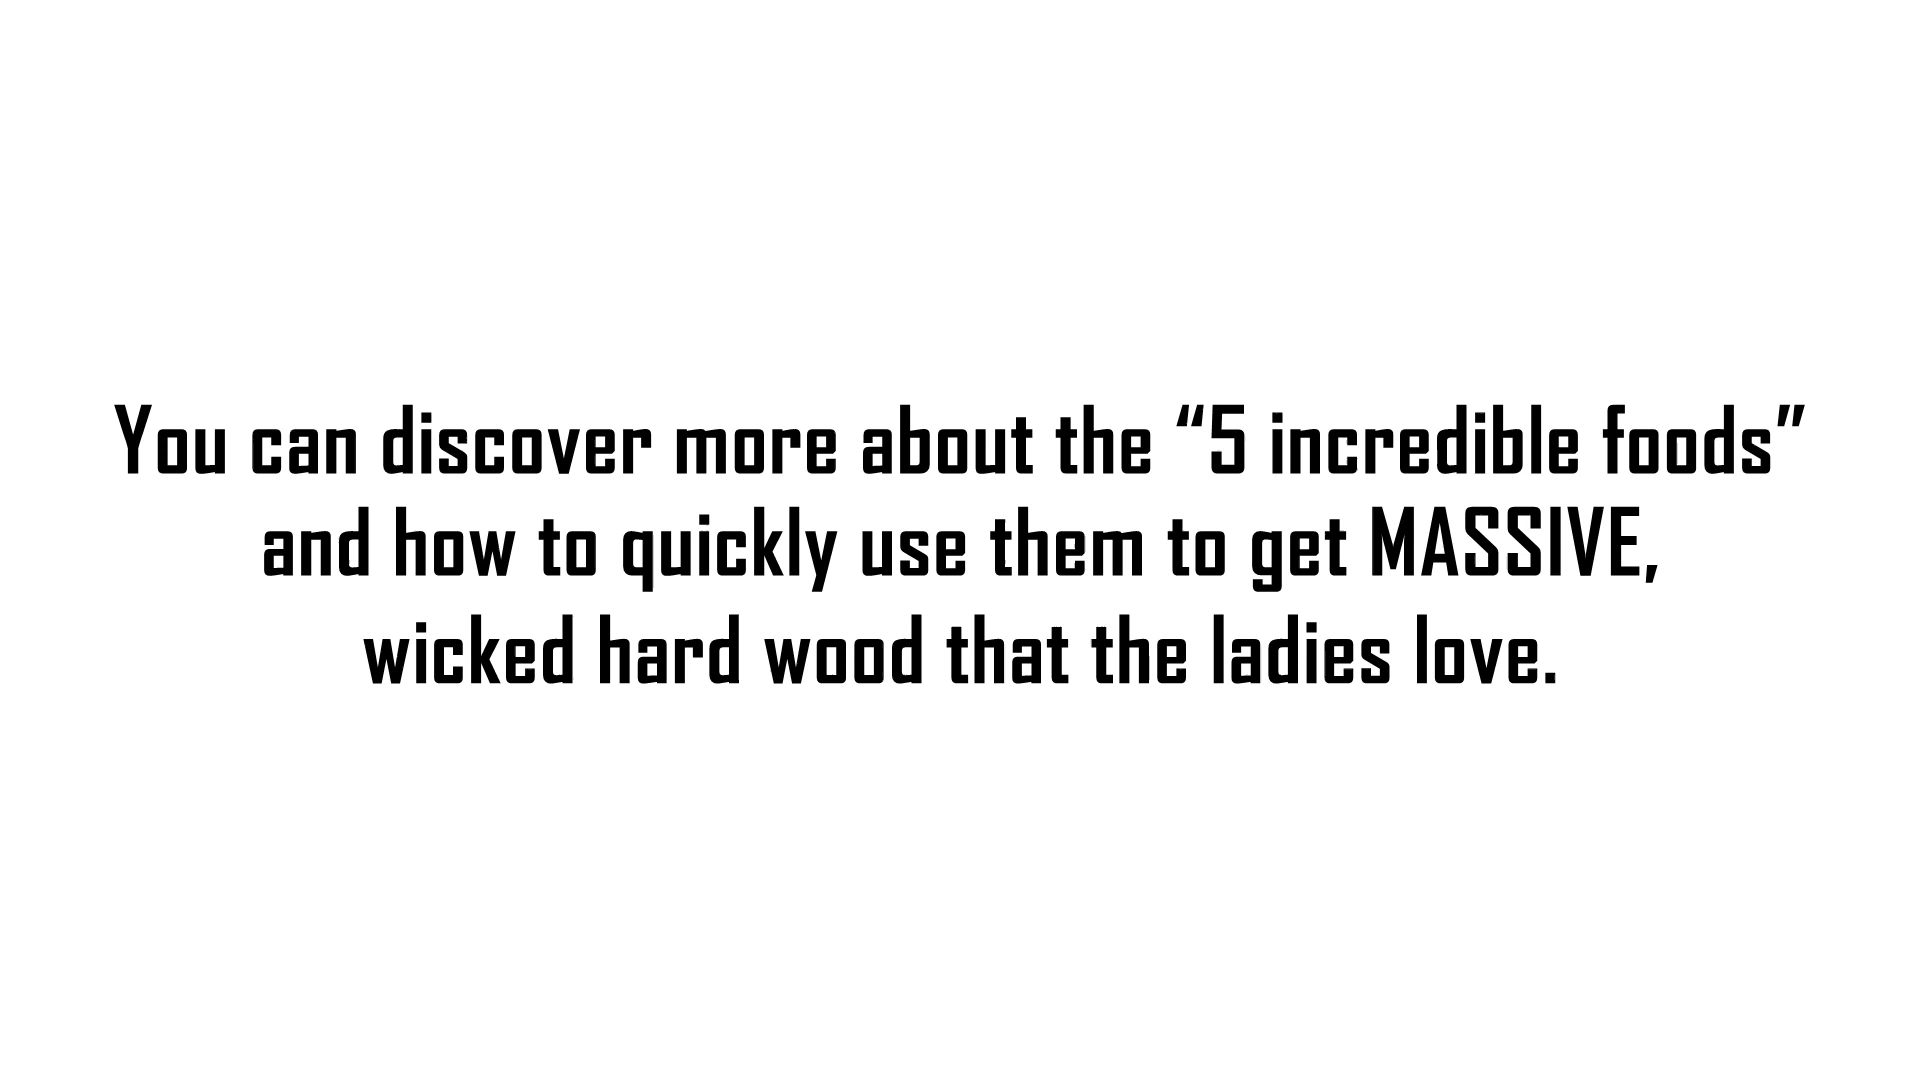 You can discover more about the “5 incredible foods”
and how to quickly use them to get MASSIVE,
wicked hard wood that the ladies love.